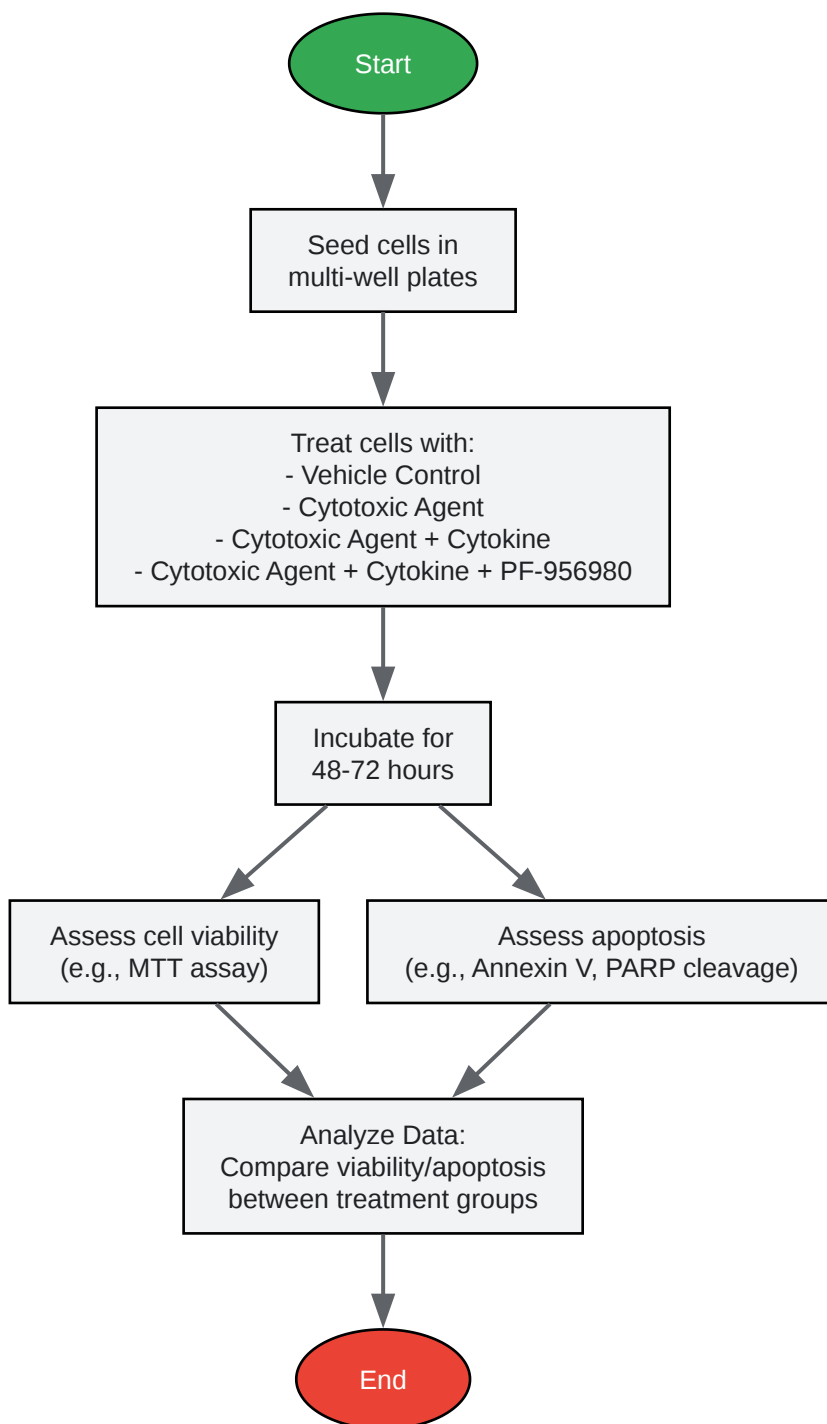 Start
Seed cells in
multi-well plates
Treat cells with:
- Vehicle Control
- Cytotoxic Agent
- Cytotoxic Agent + Cytokine
- Cytotoxic Agent + Cytokine + PF-956980
Incubate for
48-72 hours
Assess cell viability
(e.g., MTT assay)
Assess apoptosis
(e.g., Annexin V, PARP cleavage)
Analyze Data:
Compare viability/apoptosis
between treatment groups
End